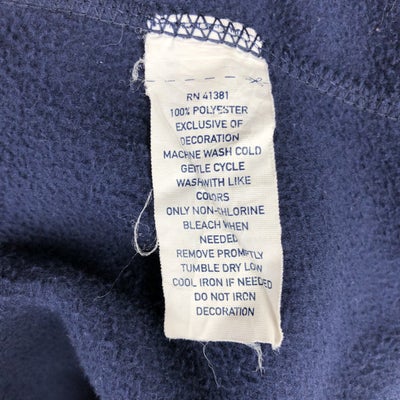 RN 41381
100% POLYESTER
EXCLUSIVE OF
DECORATION
MACHINE WASH COLD
GENTLE CYCLE
WASH WITH LIKE
COLORS
ONLY NON-CHLORINE
BLEACH WHEN
NEEDED
REMOVE PROMPTLY
TUMBLE DRY LOW
COOL IRON IF NEEDED
DO NOT IRON
DECORATION